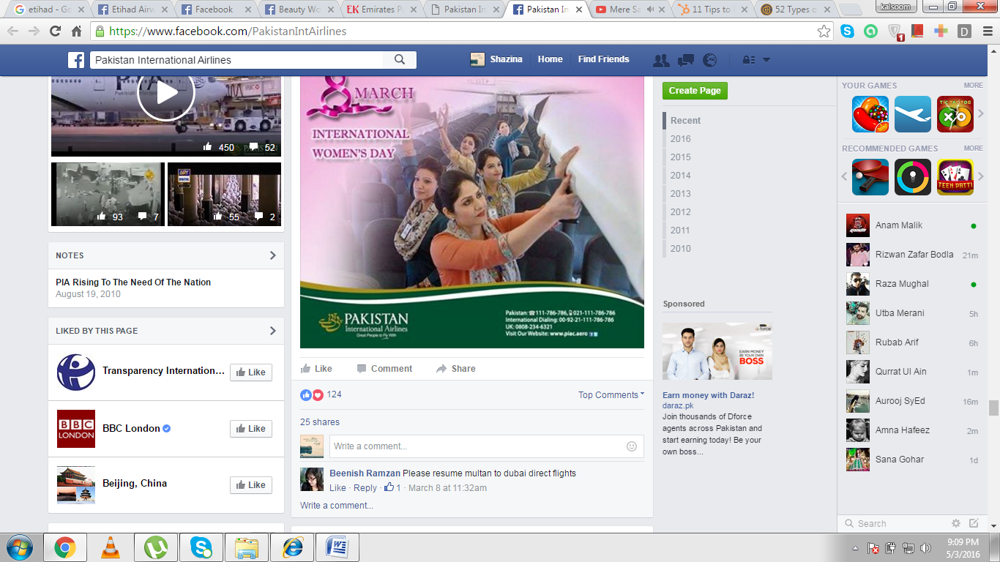 etihad - Go
Etihad Airw
Facebook
Beauty Wo
Emirates P
Pakistan In
Pakistan In
Mere Sa
11 Tips to
52 Types o
kalsoom
https://www.facebook.com/PakistanIntAirlines
1
Pakistan International Airlines
Shazina
Home
Find Friends
450
52
93
7
ARY
DIGITAL
55
2
NOTES
PIA Rising To The Need Of The Nation
August 19, 2010
LIKED BY THIS PAGE
Transparency Internation...
Like
BBC
LONDON
BBC London
Like
Beijing, China
Like
8 MARCH
INTERNATIONAL
WOMEN'S DAY
PAKISTAN
International Airlines
Great People to Fly With
Pakistan: 111-786-786, 021-111-786-786
International Dialing: 00-92-21-111-786-786
UK: 0808-234-6321
Visit Our Website: www.piac.aero
Like
Comment
Share
124
Top Comments
25 shares
Write a comment...
Beenish Ramzan Please resume multan to dubai direct flights
Like · Reply · 1 · March 8 at 11:32am
Write a comment...
Create Page
Recent
2016
2015
2014
2013
2012
2011
2010
Sponsored
EARN MONEY
BE YOUR OWN
BOSS
Earn money with Daraz!
daraz.pk
Join thousands of Dforce
agents across Pakistan and
start earning today! Be your
own boss...
YOUR GAMES
MORE
TIC TAC TOE
RECOMMENDED GAMES
MORE
TEEN PATTI
Anam Malik
Rizwan Zafar Bodla 21m
Raza Mughal
Utba Merani 5h
Rubab Arif 6h
Qurrat Ul Ain 1m
Aurooj SyEd 16m
Amna Hafeez 2m
Sana Gohar 1d
Search
9:09 PM
5/3/2016